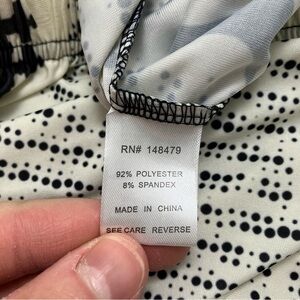 RN# 148479
92% POLYESTER
8% SPANDEX
MADE IN CHINA
SEE CARE REVERSE